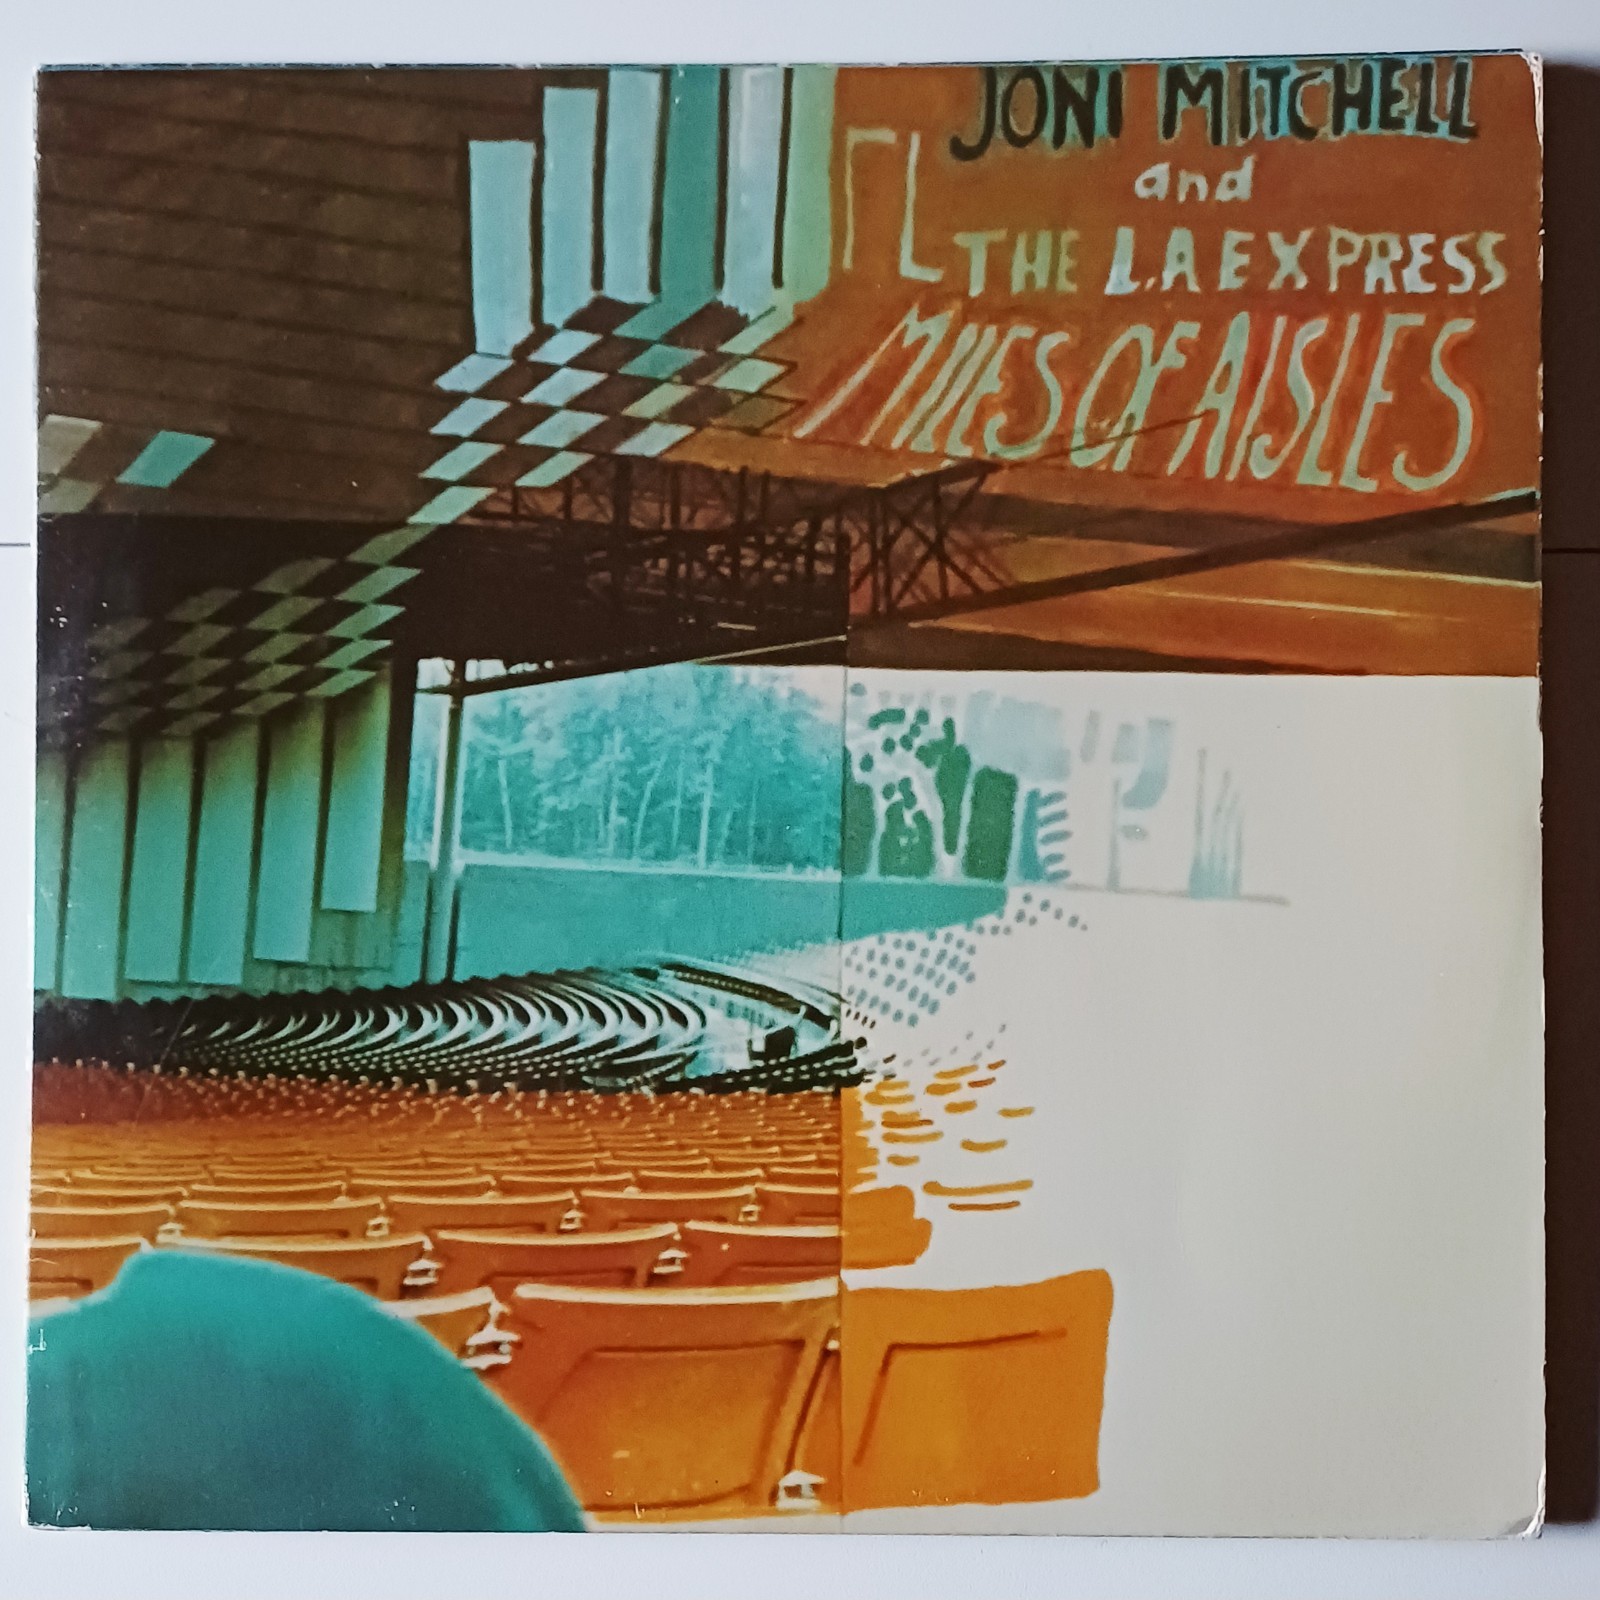 JONI MITCHELL
and
THE L.A EXPRESS
MILES OF AISLES